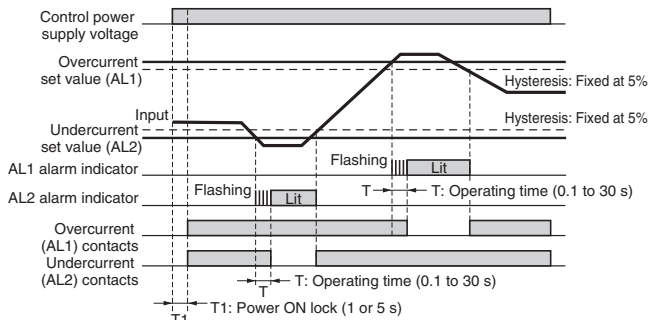 Control power
supply voltage
Overcurrent
set value (AL1)
Hysteresis: Fixed at 5%
Input
Hysteresis: Fixed at 5%
Undercurrent
set value (AL2)
Flashing
Lit
AL1 alarm indicator
T
T: Operating time (0.1 to 30 s)
Flashing
Lit
AL2 alarm indicator
Overcurrent
(AL1) contacts
Undercurrent
(AL2) contacts
T
T: Operating time (0.1 to 30 s)
T1
T1: Power ON lock (1 or 5 s)